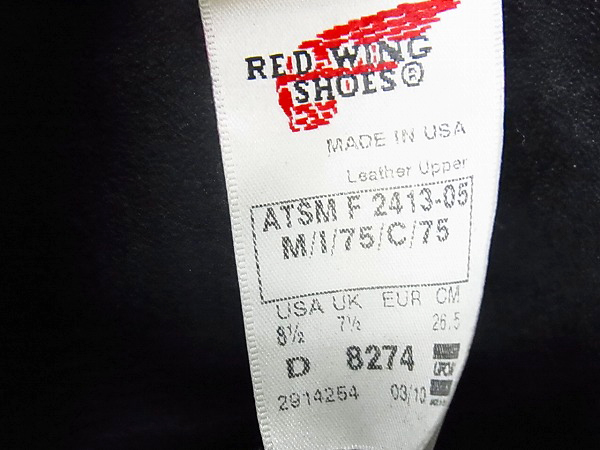 RED WING
SHOES®
MADE IN USA
Leather Upper
ATSM F 2413-05
M/I/75/C/75
USA UK EUR CM
8½ 7½ 26.5
D 8274
2914254 03/10